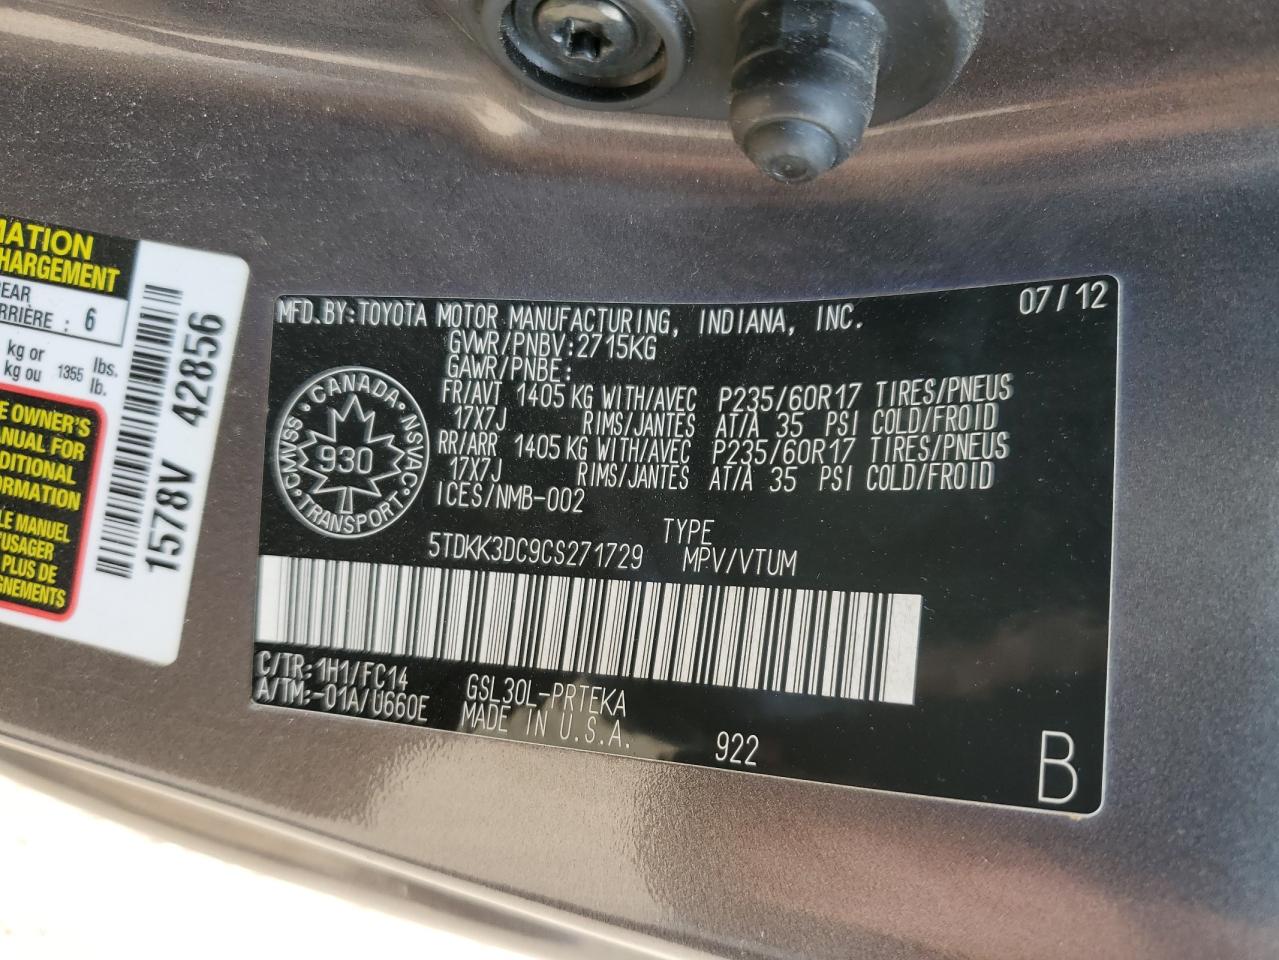 MATION
HARGEMENT
REAR
RRIÈRE : 6
kg or 1355 lbs.
kg ou lb.
E OWNER'S
ANUAL FOR
DITIONAL
ORMATION
LE MANUEL
'USAGER
PLUS DE
GNEMENTS
1578V 42856
MFD.BY:TOYOTA MOTOR MANUFACTURING, INDIANA, INC. 07/12
GVWR/PNBV:2715KG
GAWR/PNBE:
FR/AVT 1405 KG WITH/AVEC P235/60R17 TIRES/PNEUS
17X7J RIMS/JANTES AT/A 35 PSI COLD/FROID
RR/ARR 1405 KG WITH/AVEC P235/60R17 TIRES/PNEUS
17X7J RIMS/JANTES AT/A 35 PSI COLD/FROID
ICES/NMB-002
CANADA · NSVAC · TRANSPORT · CMVSS ·
930
TYPE
5TDKK3DC9CS271729 MPV/VTUM
C/TR:1H1/FC14 GSL30L-PRTEKA
A/TM:-01A/U660E MADE IN U.S.A. 922
B